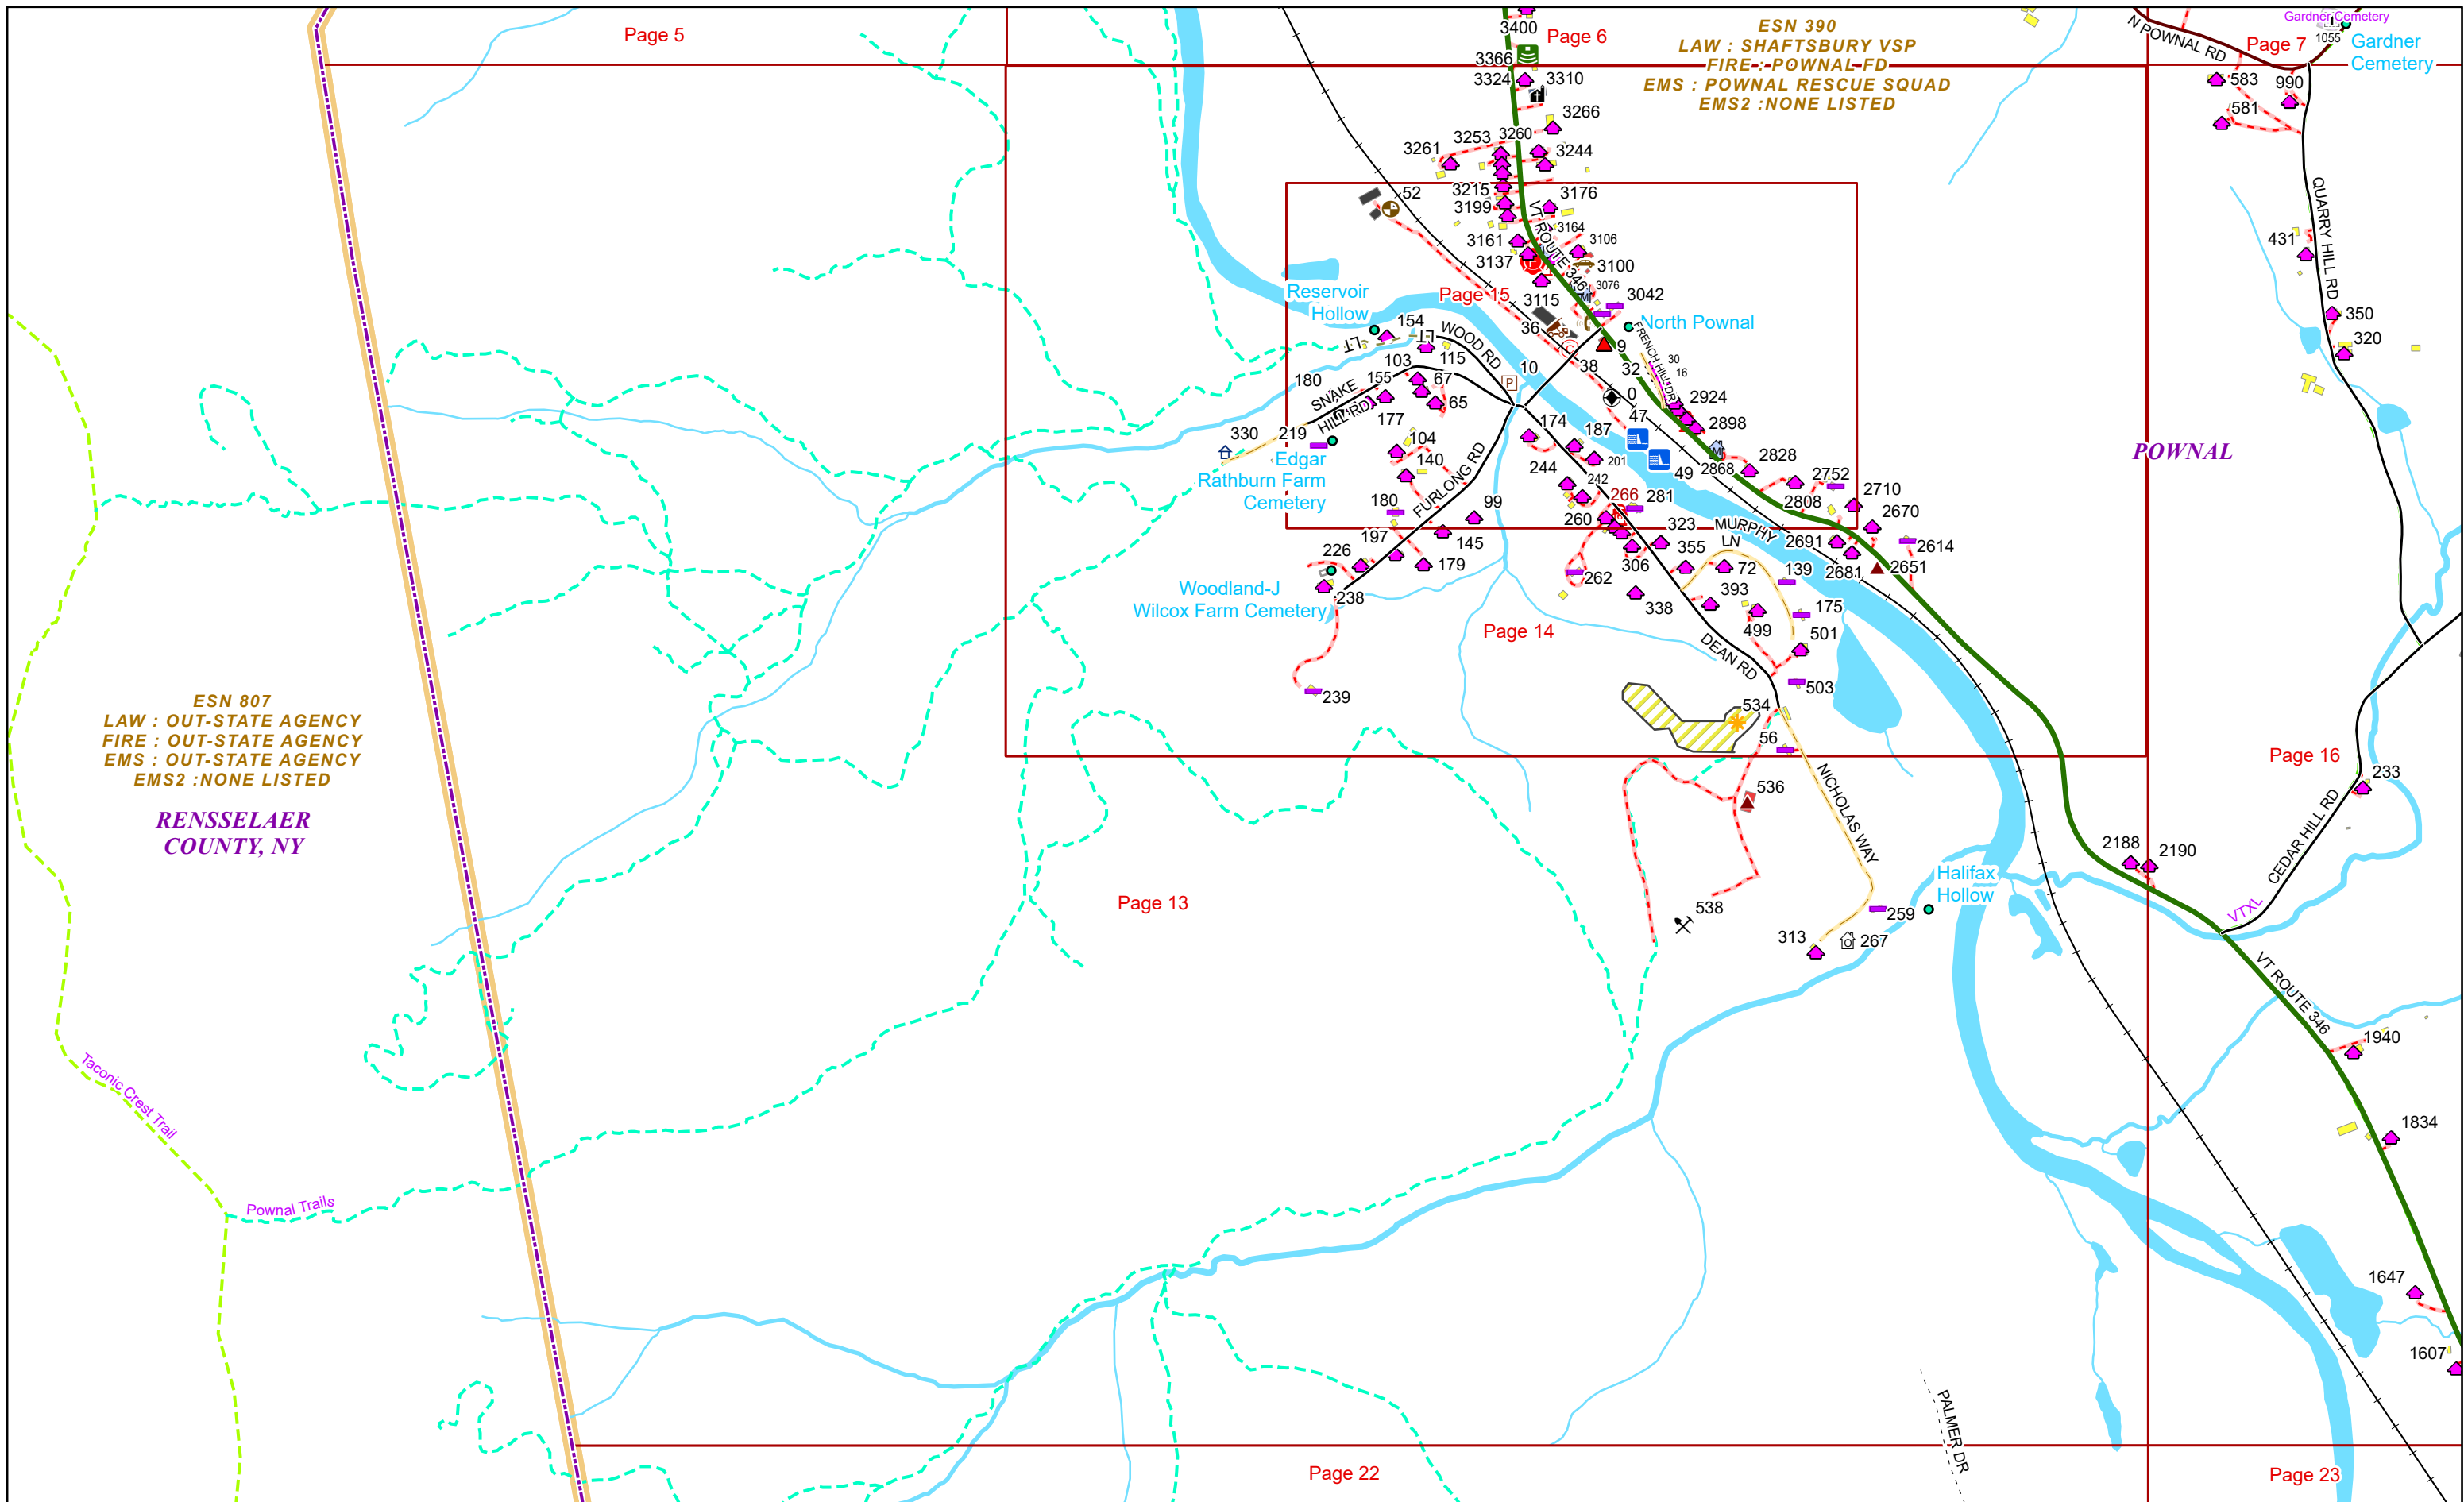 Page 5
3400
Page 6
ESN 390
LAW : SHAFTSBURY VSP
FIRE : POWNAL FD
EMS : POWNAL RESCUE SQUAD
EMS2 :NONE LISTED
N POWNAL RD
Gardner Cemetery
1055
Page 7
Gardner
Cemetery
3366
3324
3310
3266
583
990
581
3253
3260
3261
3244
52
3215
3176
3199
VT ROUTE 346
3164
3161
3106
3137
3100
QUARRY HILL RD
431
Reservoir
Hollow
Page 15
3115
3076
3042
North Pownal
350
320
154
LT
LT
WOOD RD
36
9
FRENCH HILL DR
30
16
103
115
10
38
32
180
155
67
0
SNAKE
HILL RD
177
65
47
2924
2898
330
219
174
187
104
201
49
2868
2828
POWNAL
Edgar
Rathburn Farm
Cemetery
140
FURLONG RD
244
242
2752
2808
2710
180
99
266
281
260
2670
197
145
323
MURPHY
LN
2691
2614
226
179
306
355
72
139
2681
2651
262
Woodland-J
Wilcox Farm Cemetery
238
338
393
175
Page 14
499
501
DEAN RD
239
503
534
56
ESN 807
LAW : OUT-STATE AGENCY
FIRE : OUT-STATE AGENCY
EMS : OUT-STATE AGENCY
EMS2 :NONE LISTED
RENSSELAER
COUNTY, NY
NICHOLAS WAY
536
Page 16
233
CEDAR HILL RD
2188
2190
Halifax
Hollow
Page 13
538
259
VTXL
313
267
VT ROUTE 346
1940
Taconic Crest Trail
1834
Pownal Trails
1647
1607
PALMER DR
Page 22
Page 23